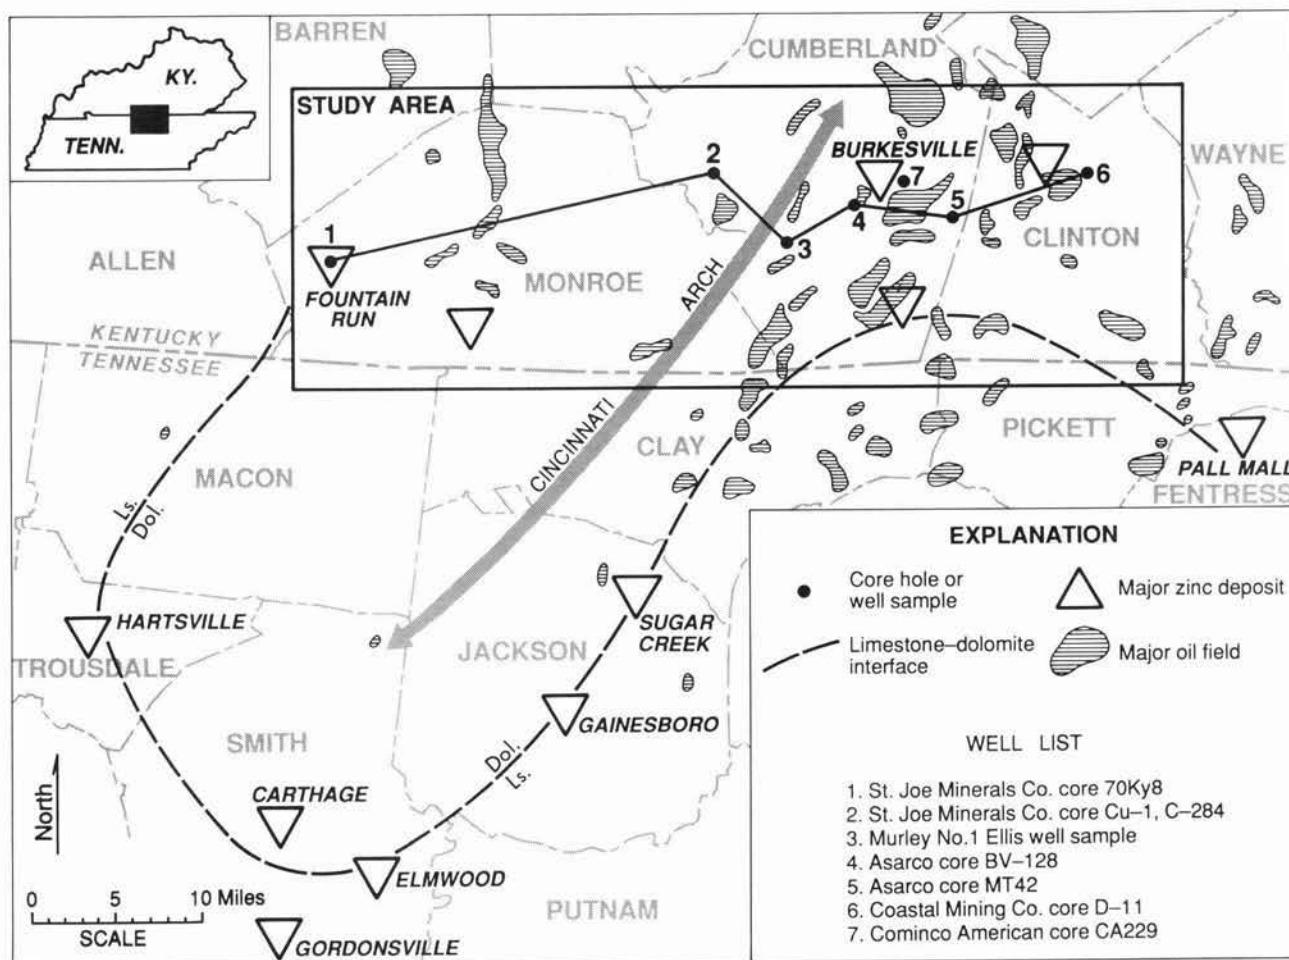 BARREN
CUMBERLAND
KY.
TENN.
STUDY AREA
WAYNE
BURKESVILLE
2
7
6
5
4
3
1
ALLEN
CLINTON
MONROE
FOUNTAIN
RUN
ARCH
KENTUCKY
TENNESSEE
CINCINNATI
CLAY
PICKETT
PALL MALL
FENTRESS
MACON
Ls.
Dol.
HARTSVILLE
TROUSDALE
SUGAR
CREEK
JACKSON
GAINESBORO
SMITH
Dol.
Ls.
CARTHAGE
North
ELMWOOD
PUTNAM
GORDONSVILLE
0 5 10 Miles
SCALE
EXPLANATION
Core hole or
well sample
Major zinc deposit
Limestone–dolomite
interface
Major oil field
WELL LIST
1. St. Joe Minerals Co. core 70Ky8
2. St. Joe Minerals Co. core Cu–1, C–284
3. Murley No.1 Ellis well sample
4. Asarco core BV–128
5. Asarco core MT42
6. Coastal Mining Co. core D–11
7. Cominco American core CA229